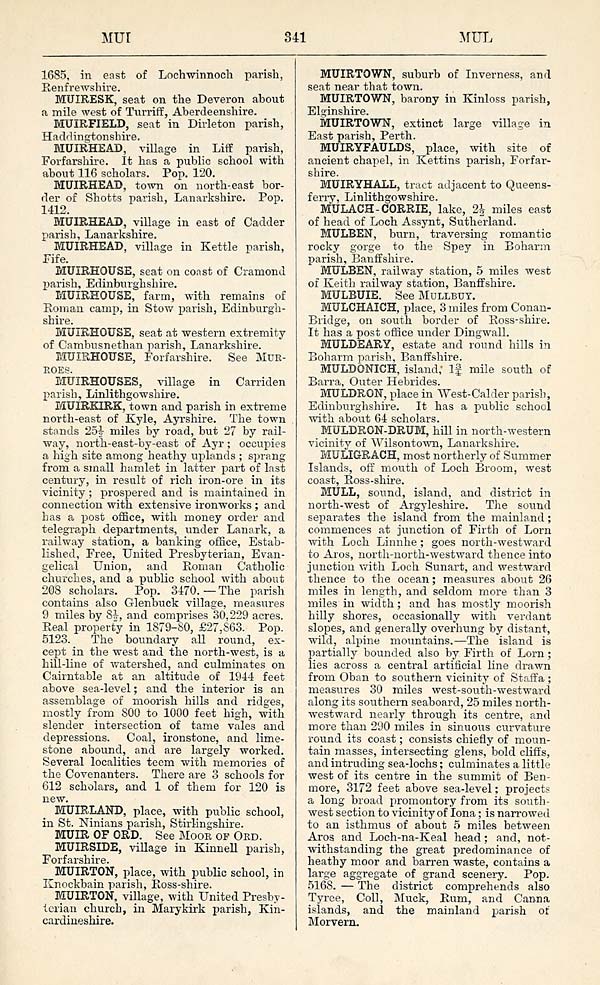 MUI 341 MUL
1685, in east of Lochwinnoch parish,
Renfrewshire.
MUIRESK, seat on the Deveron about
a mile west of Turriff, Aberdeenshire.
MUIRFIELD, seat in Dirleton parish,
Haddingtonshire.
MUIRHEAD, village in Liff parish,
Forfarshire. It has a public school with
about 116 scholars. Pop. 120.
MUIRHEAD, town on north-east bor-
der of Shotts parish, Lanarkshire. Pop.
1412.
MUIRHEAD, village in east of Cadder
parish, Lanarkshire.
MUIRHEAD, village in Kettle parish,
Fife.
MUIRHOUSE, seat on coast of Cramond
parish, Edinburghshire.
MUIRHOUSE, farm, with remains of
Roman camp, in Stow parish, Edinburgh-
shire.
MUIRHOUSE, seat at western extremity
of Cambusnethan parish, Lanarkshire.
MUIRHOUSE, Forfarshire. See MUR-
ROES.
MUIRHOUSES, village in Carriden
parish, Linlithgowshire.
MUIRKIRK, town and parish in extreme
north-east of Kyle, Ayrshire. The town
stands 25½ miles by road, but 27 by rail-
way, north-east-by-east of Ayr; occupies
a high site among heathy uplands; sprang
from a small hamlet in latter part of last
century, in result of rich iron-ore in its
vicinity; prospered and is maintained in
connection with extensive ironworks; and
has a post office, with money order and
telegraph departments, under Lanark, a
railway station, a banking office, Estab-
lished, Free, United Presbyterian, Evan-
gelical Union, and Roman Catholic
churches, and a public school with about
208 scholars. Pop. 3470. — The parish
contains also Glenbuck village, measures
9 miles by 8½, and comprises 30,229 acres.
Real property in 1879-80, £27,863. Pop.
5123. The boundary all round, ex-
cept in the west and the north-west, is a
hill-line of watershed, and culminates on
Cairntable at an altitude of 1944 feet
above sea-level; and the interior is an
assemblage of moorish hills and ridges,
mostly from 800 to 1000 feet high, with
slender intersection of tame vales and
depressions. Coal, ironstone, and lime-
stone abound, and are largely worked.
Several localities teem with memories of
the Covenanters. There are 3 schools for
612 scholars, and 1 of them for 120 is
new.
MUIRLAND, place, with public school,
in St. Ninians parish, Stirlingshire.
MUIR OF ORD. See MOOR OF ORD.
MUIRSIDE, village in Kinnell parish,
Forfarshire.
MUIRTON, place, with public school, in
Knockbain parish, Ross-shire.
MUIRTON, village, with United Presby-
terian church, in Marykirk parish, Kin-
cardineshire.
MUIRTOWN, suburb of Inverness, and
seat near that town.
MUIRTOWN, barony in Kinloss parish,
Elginshire.
MUIRTOWN, extinct large village in
East parish, Perth.
MUIRYFAULDS, place, with site of
ancient chapel, in Kettins parish, Forfar-
shire.
MUIRYHALL, tract adjacent to Queens-
ferry, Linlithgowshire.
MULACH-CORRIE, lake, 2½ miles east
of head of Loch Assynt, Sutherland.
MULBEN, burn, traversing romantic
rocky gorge to the Spey in Boharm
parish, Banffshire.
MULBEN, railway station, 5 miles west
of Keith railway station, Banffshire.
MULBUIE. See MULLBUY.
MULCHAICH, place, 3 miles from Conan-
Bridge, on south border of Ross-shire.
It has a post office under Dingwall.
MULDEARY, estate and round hills in
Boharm parish, Banffshire.
MULDONICH, island, 1¾ mile south of
Barra, Outer Hebrides.
MULDRON, place in West-Calder parish,
Edinburghshire. It has a public school
with about 64 scholars.
MULDRON-DRUM, hill in north-western
vicinity of Wilsontown, Lanarkshire.
MULIGRACH, most northerly of Summer
Islands, off mouth of Loch Broom, west
coast, Ross-shire.
MULL, sound, island, and district in
north-west of Argyleshire. The sound
separates the island from the mainland;
commences at junction of Firth of Lorn
with Loch Linnhe; goes north-westward
to Aros, north-north-westward thence into
junction with Loch Sunart, and westward
thence to the ocean; measures about 26
miles in length, and seldom more than 3
miles in width; and has mostly moorish
hilly shores, occasionally with verdant
slopes, and generally overhung by distant,
wild, alpine mountains.—The island is
partially bounded also by Firth of Lorn;
lies across a central artificial line drawn
from Oban to southern vicinity of Staffa;
measures 30 miles west-south-westward
along its southern seaboard, 25 miles north-
westward nearly through its centre, and
more than 290 miles in sinuous curvature
round its coast; consists chiefly of moun-
tain masses, intersecting glens, bold cliffs,
and intruding sea-lochs; culminates a little
west of its centre in the summit of Ben-
more, 3172 feet above sea-level; projects
a long broad promontory from its south-
west section to vicinity of Iona; is narrowed
to an isthmus of about 5 miles between
Aros and Loch-na-Keal head; and, not-
withstanding the great predominance of
heathy moor and barren waste, contains a
large aggregate of grand scenery. Pop.
5168. — The district comprehends also
Tyree, Coll, Muck, Rum, and Canna
islands, and the mainland parish of
Morvern.